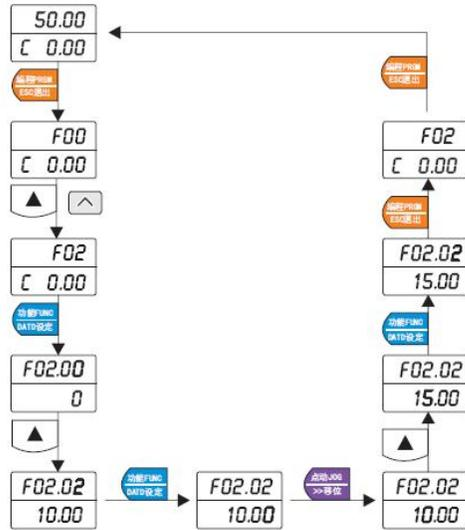 50.00
C 0.00
编程PRGM
ESC退出
F00
C 0.00
F02
C 0.00
功能FUNC
DATD设定
F02.00
0
F02.02
10.00
功能FUNC
DATD设定
F02.02
10.00
点动JOG
>>移位
F02.02
10.00
F02.02
15.00
功能FUNC
DATD设定
F02.02
15.00
编程PRGM
ESC退出
F02
C 0.00
编程PRGM
ESC退出